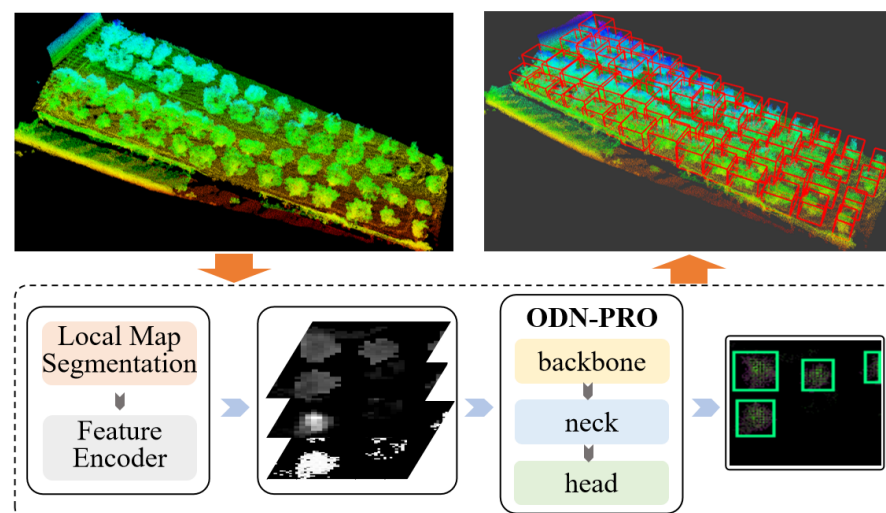 Local Map
Segmentation
Feature
Encoder
ODN-PRO
backbone
neck
head